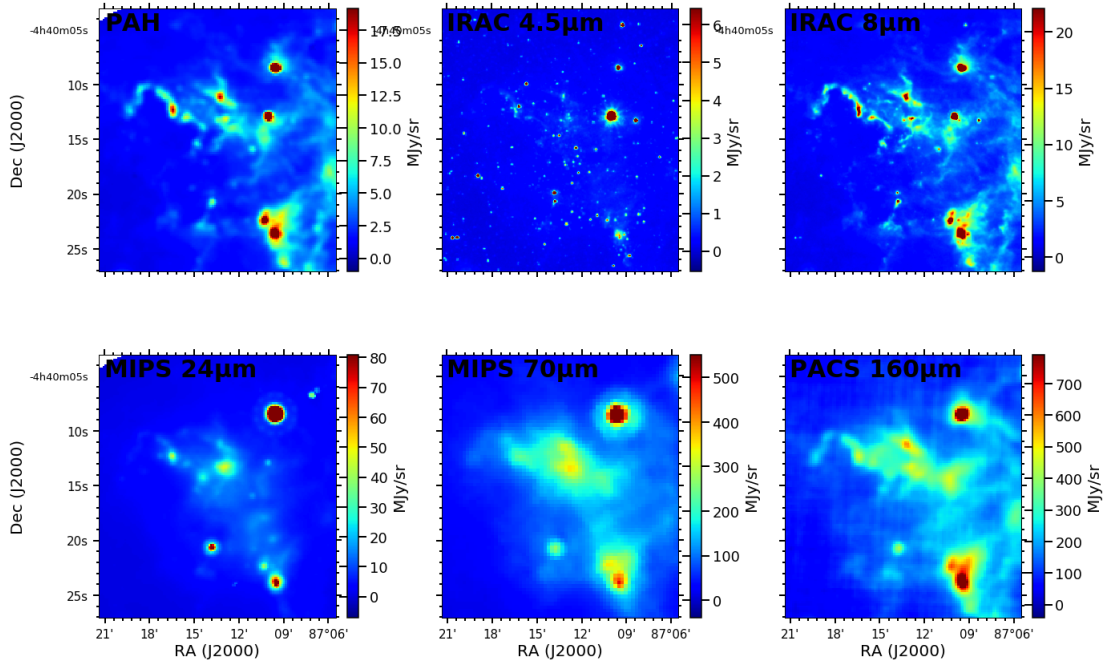 PAH
IRAC 4.5μm
IRAC 8μm
-4h40m05s
10s
15s
20s
25s
Dec (J2000)
17.5
15.0
12.5
10.0
7.5
5.0
2.5
0.0
MJy/sr
-4h40m05s
6
5
4
3
2
1
0
MJy/sr
-4h40m05s
20
15
10
5
0
MJy/sr
MIPS 24μm
MIPS 70μm
PACS 160μm
-4h40m05s
10s
15s
20s
25s
Dec (J2000)
21' 18' 15' 12' 09' 87°06'
RA (J2000)
80
70
60
50
40
30
20
10
0
MJy/sr
21' 18' 15' 12' 09' 87°06'
RA (J2000)
500
400
300
200
100
0
MJy/sr
21' 18' 15' 12' 09' 87°06'
RA (J2000)
700
600
500
400
300
200
100
0
MJy/sr